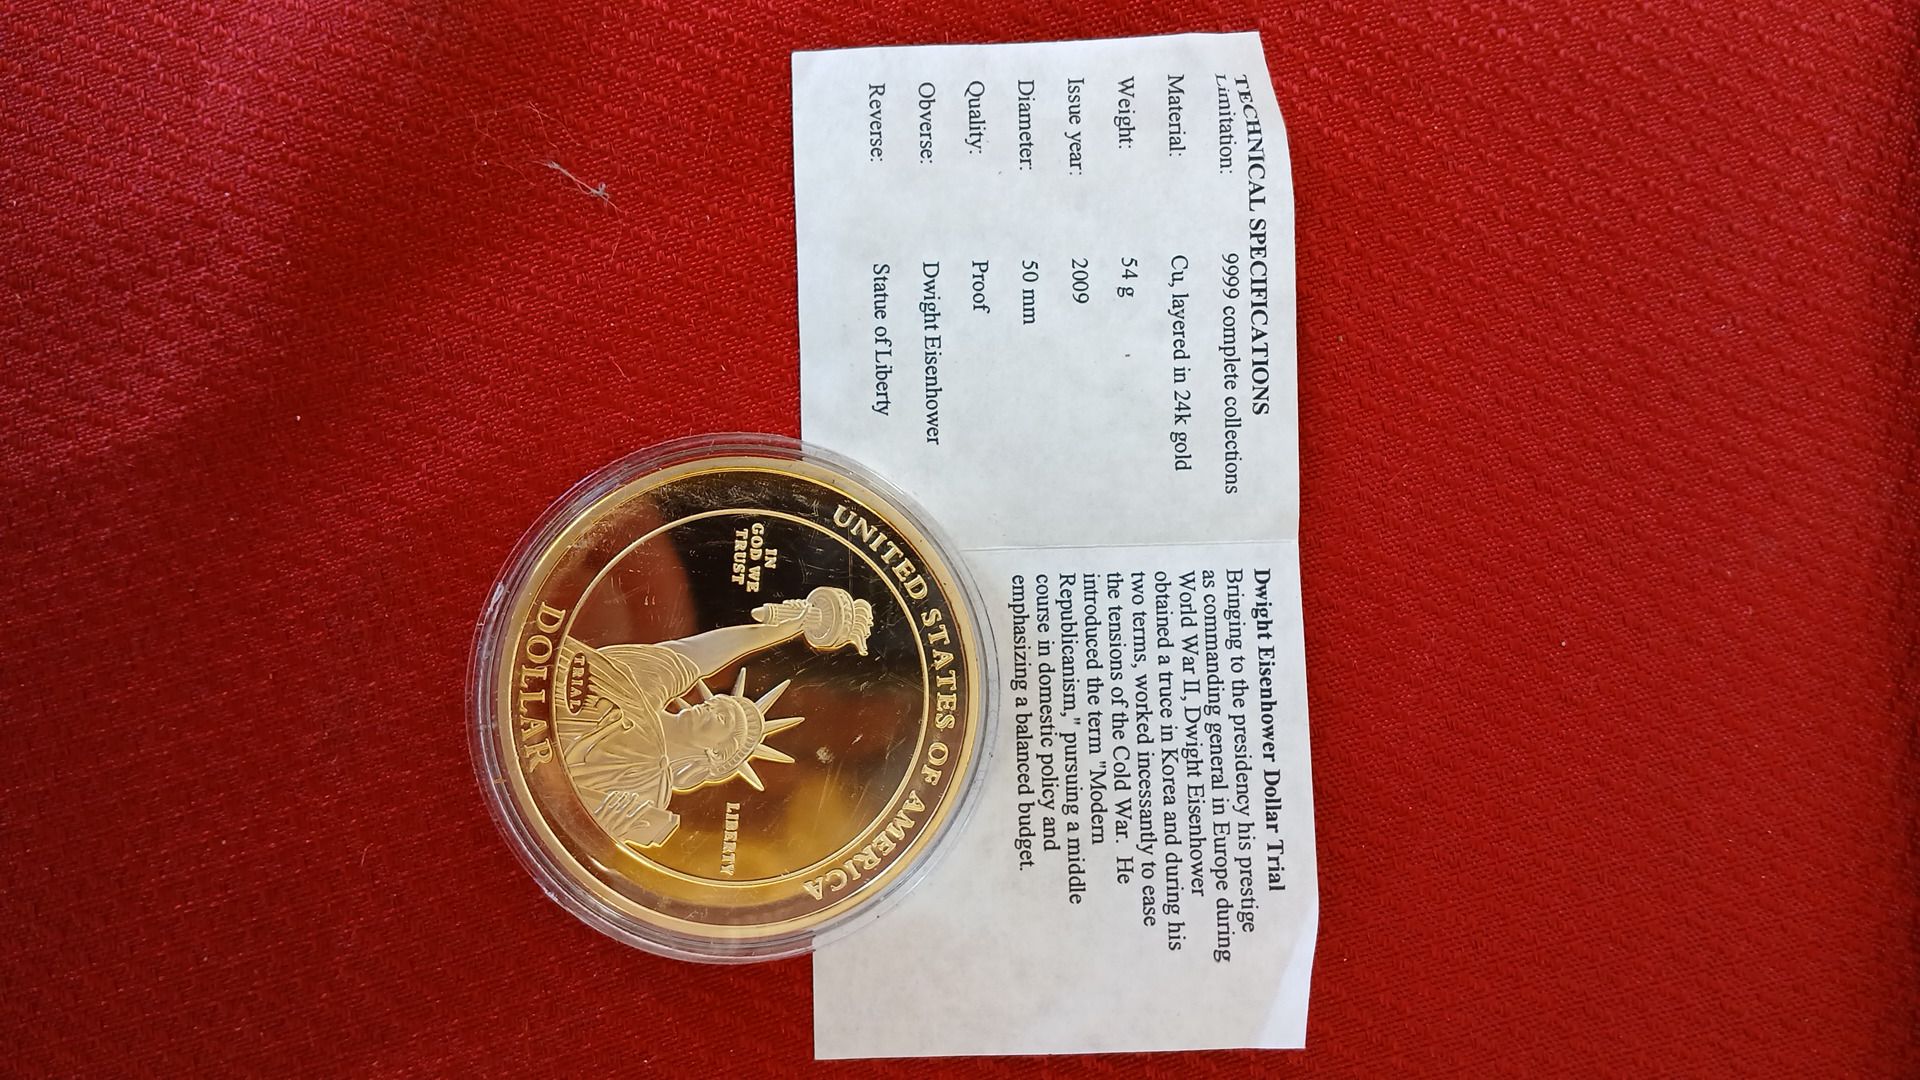 TECHNICAL SPECIFICATIONS
Limitation: 9999 complete collections
Material: Cu, layered in 24k gold
Weight: 54 g
Issue year: 2009
Diameter: 50 mm
Quality: Proof
Obverse: Dwight Eisenhower
Reverse: Statue of Liberty
Dwight Eisenhower Dollar Trial
Bringing to the presidency his prestige
as commanding general in Europe during
World War II, Dwight Eisenhower
obtained a truce in Korea and during his
two terms, worked incessantly to ease
the tensions of the Cold War. He
introduced the term "Modern
Republicanism," pursuing a middle
course in domestic policy and
emphasizing a balanced budget.
UNITED STATES OF AMERICA
IN
GOD WE
TRUST
LIBERTY
TRIAL
DOLLAR